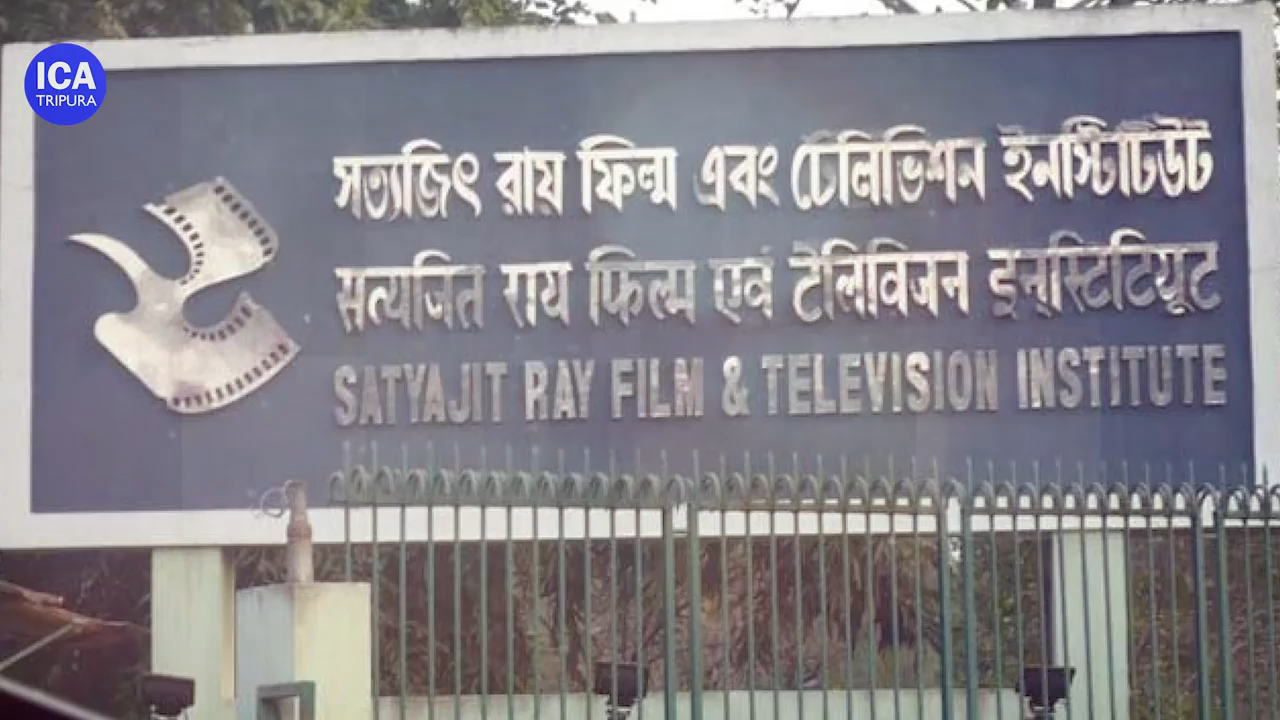 ICA
TRIPURA
সত্যজিৎ রায় ফিল্ম এবং টেলিভিশন ইনস্টিটিউট
सत्यजित राय फिल्म एवं टेलिविजन इन्स्टिटियूट
SATYAJIT RAY FILM & TELEVISION INSTITUTE